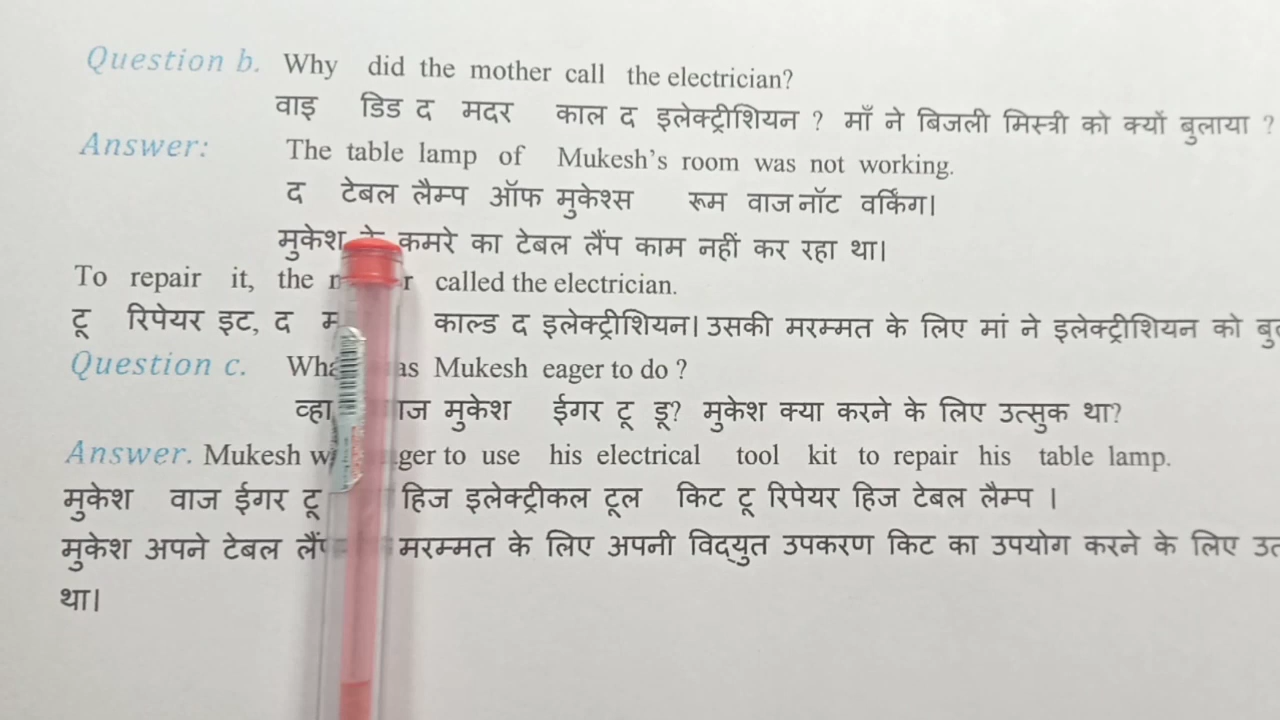 Question b. Why did the mother call the electrician?
वाइ डिड द मदर काल द इलेक्ट्रीशियन ? माँ ने बिजली मिस्त्री को क्यों बुलाया ?
Answer: The table lamp of Mukesh's room was not working.
द टेबल लैम्प ऑफ मुकेश्स रूम वाज नॉट वर्किंग।
मुकेश के कमरे का टेबल लैंप काम नहीं कर रहा था।
To repair it, the called the electrician.
टू रिपेयर इट, द काल्ड द इलेक्ट्रीशियन। उसकी मरम्मत के लिए मां ने इलेक्ट्रीशियन को
Question c. Mukesh eager to do ?
मुकेश ईगर टू डू? मुकेश क्या करने के लिए उत्सुक था?
Answer. Mukesh to use his electrical tool kit to repair his table lamp.
मुकेश वाज ईगर टू हिज इलेक्ट्रीकल टूल किट टू रिपेयर हिज टेबल लैम्प ।
मुकेश अपने टेबल मरम्मत के लिए अपनी विद्युत उपकरण किट का उपयोग करने के लिए
था।